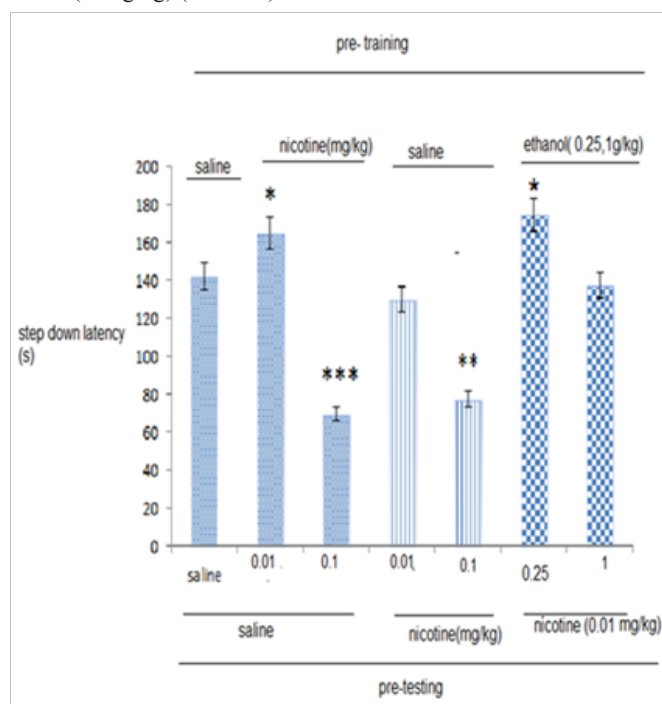 pre- training
nicotine(mg/kg)
saline
saline
ethanol( 0.25,1g/kg)
200
180
160
140
120
100
80
60
40
20
0
*
***
**
*
step down latency
(s)
saline
0.01
0.1
0.01,
0.1
0.25
1
saline
nicotine(mg/kg)
nicotine (0.01 mg/kg)
pre-testing